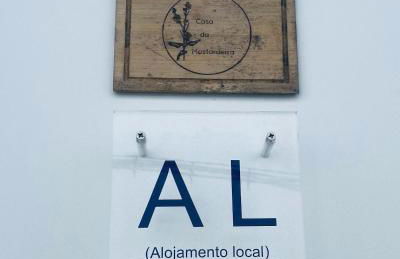 Casa
da
Mostardeira
AL
(Alojamento local)